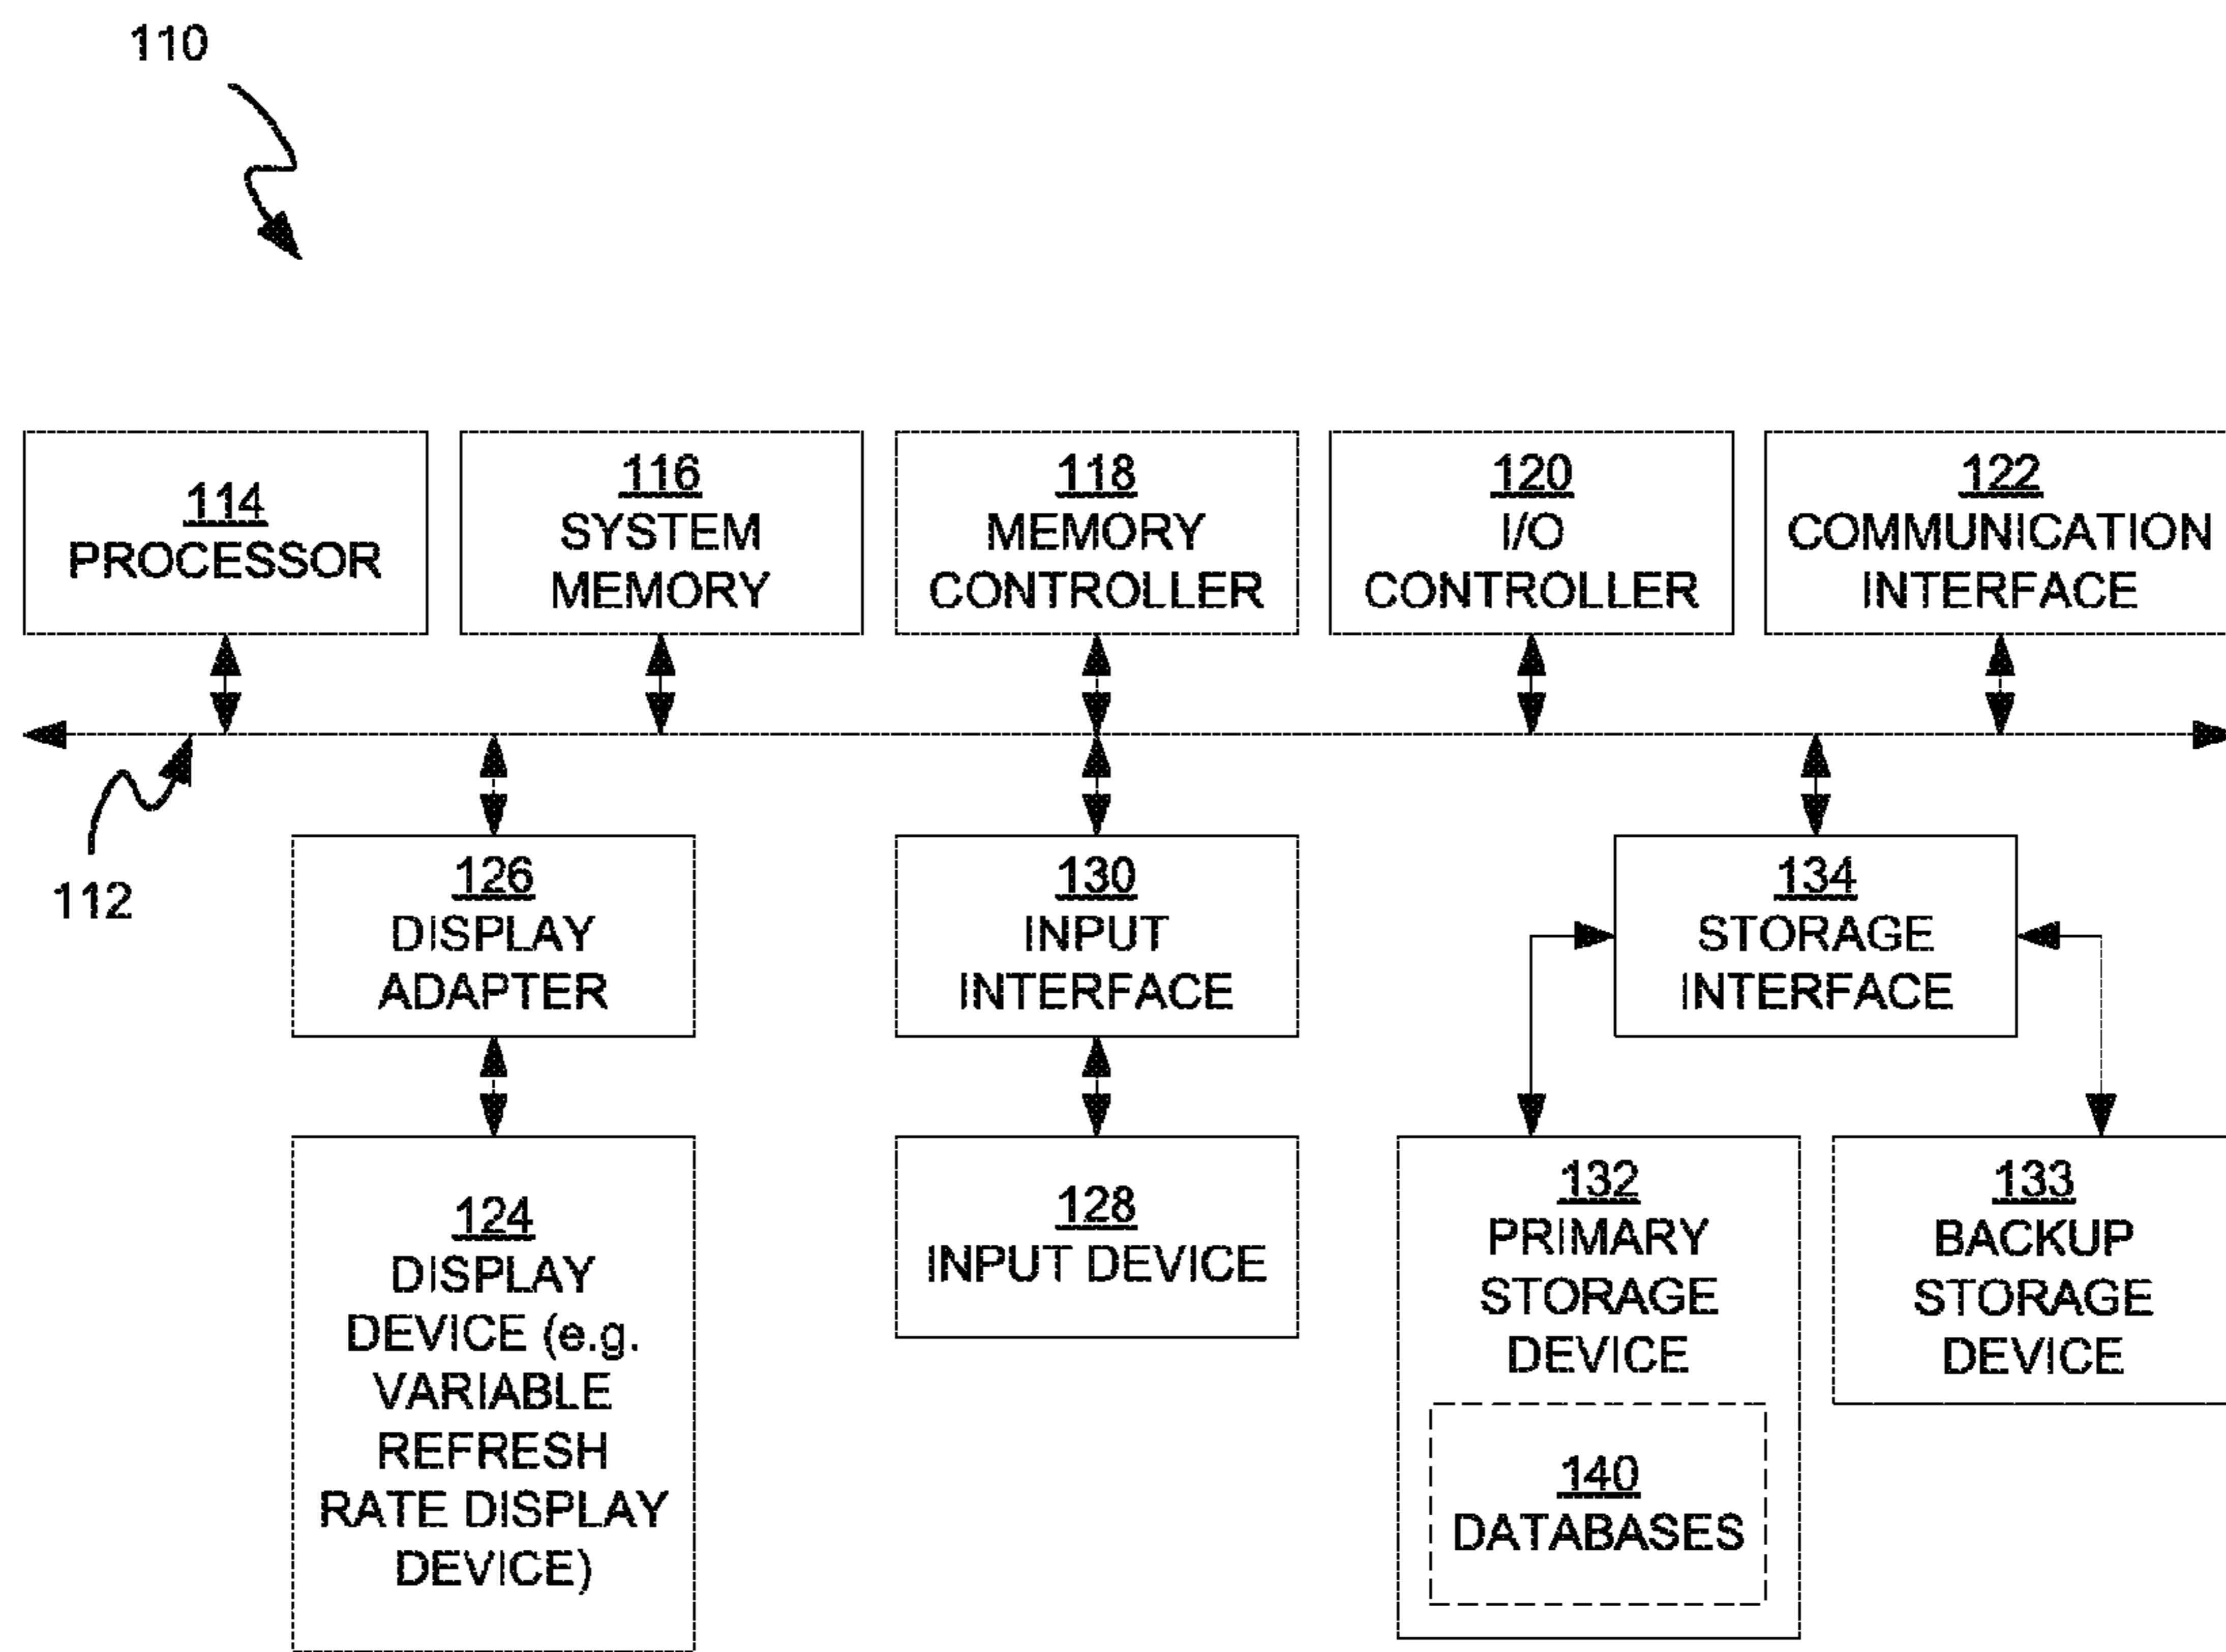 110
114
PROCESSOR
116
SYSTEM
MEMORY
118
MEMORY
CONTROLLER
120
I/O
CONTROLLER
122
COMMUNICATION
INTERFACE
112
126
DISPLAY
ADAPTER
130
INPUT
INTERFACE
134
STORAGE
INTERFACE
124
DISPLAY
DEVICE (e.g.
VARIABLE
REFRESH
RATE DISPLAY
DEVICE)
128
INPUT DEVICE
132
PRIMARY
STORAGE
DEVICE
140
DATABASES
133
BACKUP
STORAGE
DEVICE